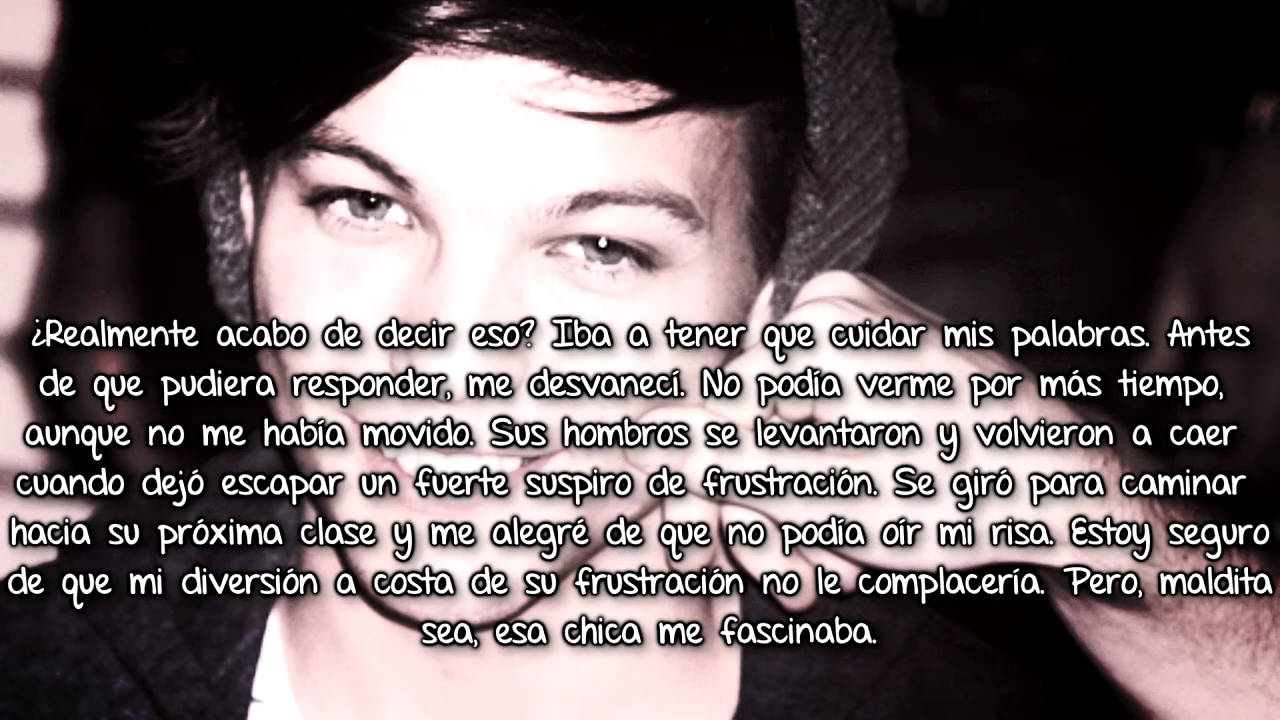 ¿Realmente acabo de decir eso? Iba a tener que cuidar mis palabras. Antes
de que pudiera responder, me desvanecí. No podía verme por más tiempo,
aunque no me había movido. Sus hombros se levantaron y volvieron a caer
cuando dejó escapar un fuerte suspiro de frustración. Se giró para caminar
hacia su próxima clase y me alegré de que no podía oír mi risa. Estoy seguro
de que mi diversión a costa de su frustración no le complacería. Pero, maldita
sea, esa chica me fascinaba.